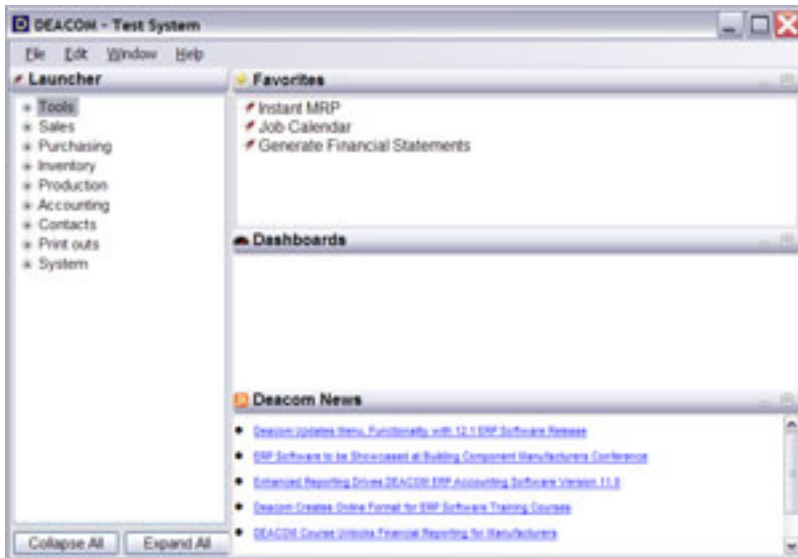 DEACOM - Test System
File Edit Window Help
Launcher
Tools
Sales
Purchasing
Inventory
Production
Accounting
Contacts
Print outs
System
Collapse All Expand All
Favorites
Instant MRP
Job Calendar
Generate Financial Statements
Dashboards
Deacom News
Deacom Updates Menu, Functionality with 12.1 ERP Software Release
ERP Software to be Showcased at Building Component Manufacturers Conference
Enhanced Reporting Drives DEACOM ERP Accounting Software Version 11.8
Deacom Creates Online Format for ERP Software Training Courses
DEACOM Course Unlocks Financial Reporting for Manufacturers